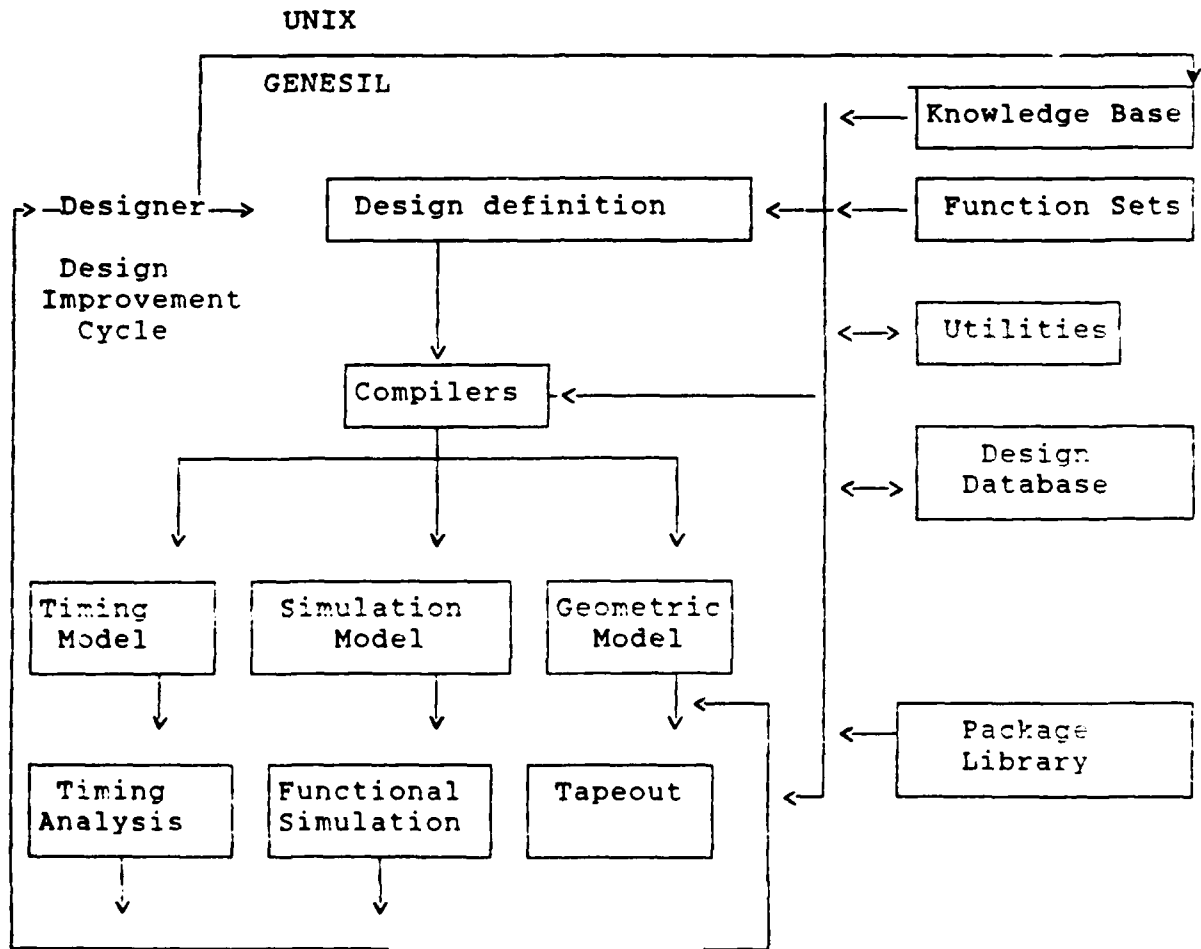 UNIX
GENESIL
Knowledge Base
Designer
Design definition
Function Sets
Design
Improvement
Cycle
Utilities
Compilers
Design
Database
Timing
Model
Simulation
Model
Geometric
Model
Package
Library
Timing
Analysis
Functional
Simulation
Tapeout